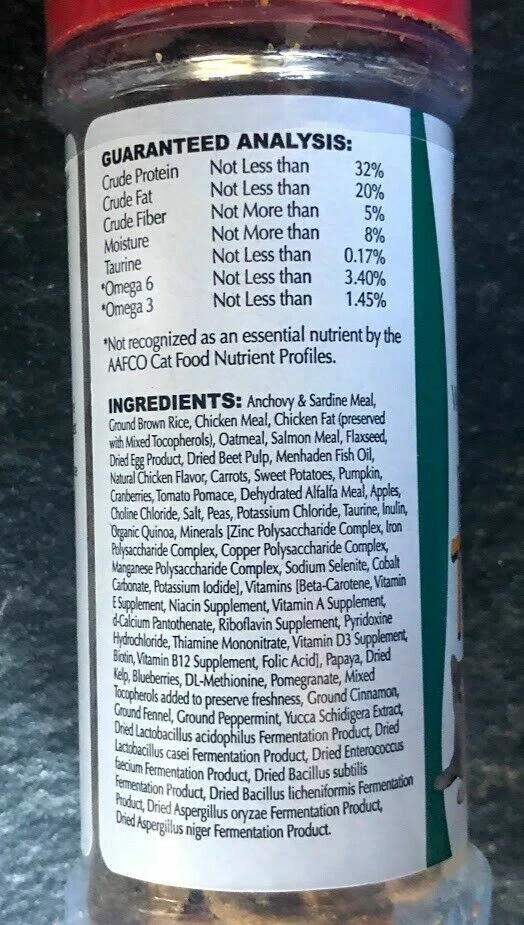 GUARANTEED ANALYSIS:
Crude Protein Not Less than 32%
Crude Fat Not Less than 20%
Crude Fiber Not More than 5%
Moisture Not More than 8%
Taurine Not Less than 0.17%
*Omega 6 Not Less than 3.40%
*Omega 3 Not Less than 1.45%
*Not recognized as an essential nutrient by the
AAFCO Cat Food Nutrient Profiles.
INGREDIENTS: Anchovy & Sardine Meal,
Ground Brown Rice, Chicken Meal, Chicken Fat (preserved
with Mixed Tocopherols), Oatmeal, Salmon Meal, Flaxseed,
Dried Egg Product, Dried Beet Pulp, Menhaden Fish Oil,
Natural Chicken Flavor, Carrots, Sweet Potatoes, Pumpkin,
Cranberries, Tomato Pomace, Dehydrated Alfalfa Meal, Apples,
Choline Chloride, Salt, Peas, Potassium Chloride, Taurine, Inulin,
Organic Quinoa, Minerals [Zinc Polysaccharide Complex, Iron
Polysaccharide Complex, Copper Polysaccharide Complex,
Manganese Polysaccharide Complex, Sodium Selenite, Cobalt
Carbonate, Potassium Iodide], Vitamins [Beta-Carotene, Vitamin
E Supplement, Niacin Supplement, Vitamin A Supplement,
d-Calcium Pantothenate, Riboflavin Supplement, Pyridoxine
Hydrochloride, Thiamine Mononitrate, Vitamin D3 Supplement,
Biotin, Vitamin B12 Supplement, Folic Acid], Papaya, Dried
Kelp, Blueberries, DL-Methionine, Pomegranate, Mixed
Tocopherols added to preserve freshness, Ground Cinnamon,
Ground Fennel, Ground Peppermint, Yucca Schidigera Extract,
Dried Lactobacillus acidophilus Fermentation Product, Dried
Lactobacillus casei Fermentation Product, Dried Enterococcus
faecium Fermentation Product, Dried Bacillus subtilis
Fermentation Product, Dried Bacillus licheniformis Fermentation
Product, Dried Aspergillus oryzae Fermentation Product,
Dried Aspergillus niger Fermentation Product.